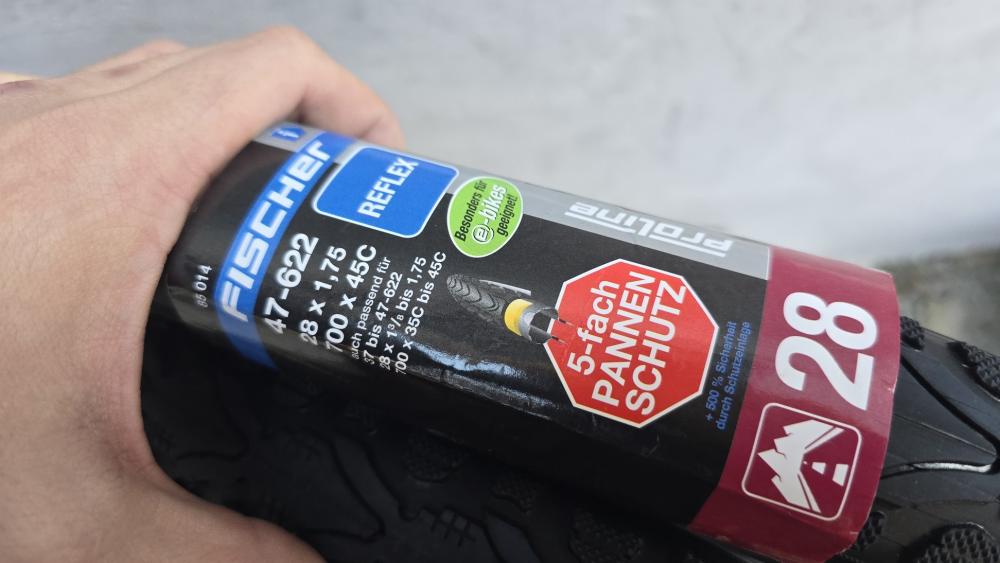 85 014
FISCHER
REFLEX
47-622
28 x 1,75
700 x 45C
auch passend für
37 bis 47-622
28 x 1³/₈ bis 1,75
700 x 35C bis 45C
Besonders für
e-bikes
geeignet!
PROLINE
5-fach
PANNEN
SCHUTZ
+ 500 % Sicherheit
durch Schutzeinlage
28